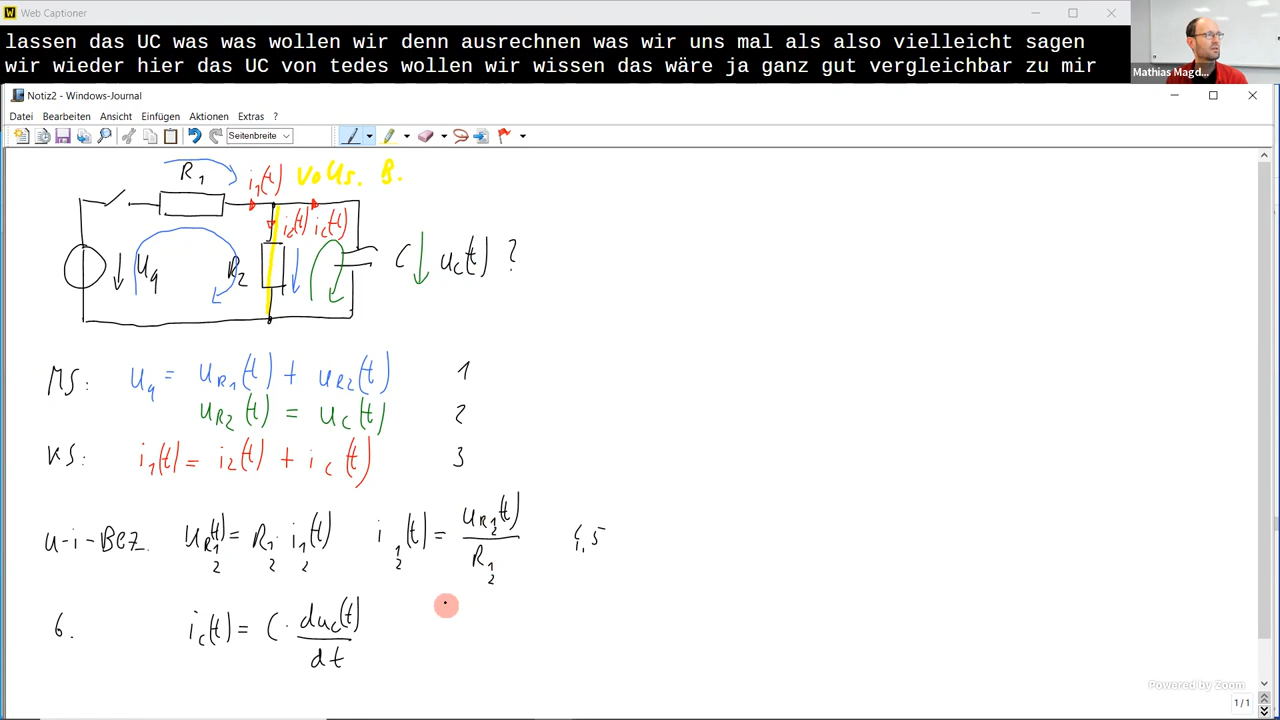 Web Captioner
lassen das UC was was wollen wir denn ausrechnen was wir uns mal als also vielleicht sagen
wir wieder hier das UC von tedes wollen wir wissen das wäre ja ganz gut vergleichbar zu mir
Mathias Magd...
Notiz2 - Windows-Journal
Datei Bearbeiten Ansicht Einfügen Aktionen Extras ?
Seitenbreite
R1 i1(t) volls. B.
ic(t) ic(t)
Uq R2 C uc(t) ?
MS: Uq = uR1(t) + uR2(t) 1
uR2(t) = uc(t) 2
KS: i1(t) = i2(t) + ic(t) 3
u-i-Bez. uR1/2(t) = R1/2 · i1/2(t) i1/2(t) = uR1/2(t) / R1/2 4,5
6. ic(t) = C · duc(t) / dt
Powered by Zoom
1 / 1